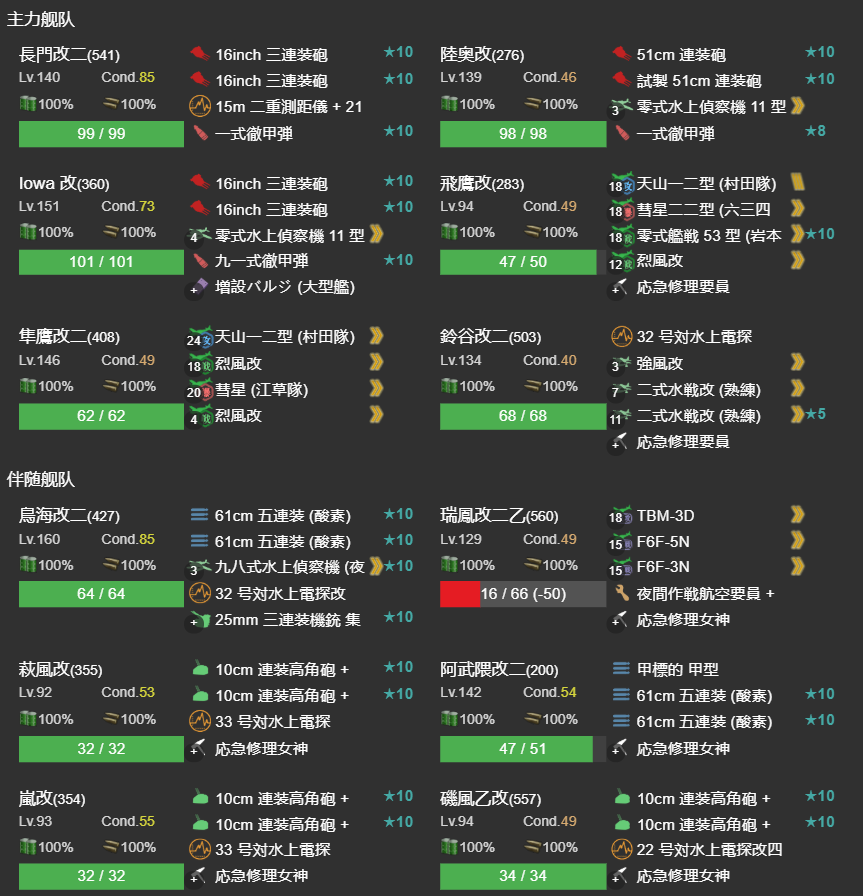 主力舰队
長門改二(541)
Lv.140 Cond.85
100% 100%
99 / 99
16inch 三連装砲 ★10
16inch 三連装砲 ★10
15m 二重測距儀 + 21
一式徹甲弾 ★10
陸奥改(276)
Lv.139 Cond.46
100% 100%
98 / 98
51cm 連装砲 ★10
試製 51cm 連装砲 ★10
3 零式水上偵察機 11 型
一式徹甲弾 ★8
Iowa 改(360)
Lv.151 Cond.73
100% 100%
101 / 101
16inch 三連装砲 ★10
16inch 三連装砲 ★10
4 零式水上偵察機 11 型
九一式徹甲弾 ★10
+ 増設バルジ (大型艦)
飛鷹改(283)
Lv.94 Cond.49
100% 100%
47 / 50
18 天山一二型 (村田隊)
18 彗星二二型 (六三四
18 零式艦戦 53 型 (岩本 ★10
12 烈風改
+ 応急修理要員
隼鷹改二(408)
Lv.146 Cond.49
100% 100%
62 / 62
24 天山一二型 (村田隊)
18 烈風改
20 彗星 (江草隊)
4 烈風改
鈴谷改二(503)
Lv.134 Cond.40
100% 100%
68 / 68
32 号対水上電探
3 強風改
7 二式水戦改 (熟練)
11 二式水戦改 (熟練) ★5
+ 応急修理要員
伴随舰队
鳥海改二(427)
Lv.160 Cond.85
100% 100%
64 / 64
61cm 五連装 (酸素) ★10
61cm 五連装 (酸素) ★10
3 九八式水上偵察機 (夜 ★10
32 号対水上電探改
+ 25mm 三連装機銃 集 ★10
瑞鳳改二乙(560)
Lv.129 Cond.49
100% 100%
16 / 66 (-50)
18 TBM-3D
15 F6F-5N
15 F6F-3N
夜間作戦航空要員 +
+ 応急修理女神
萩風改(355)
Lv.92 Cond.53
100% 100%
32 / 32
10cm 連装高角砲 + ★10
10cm 連装高角砲 + ★10
33 号対水上電探
+ 応急修理女神
阿武隈改二(200)
Lv.142 Cond.54
100% 100%
47 / 51
甲標的 甲型
61cm 五連装 (酸素) ★10
61cm 五連装 (酸素) ★10
+ 応急修理女神
嵐改(354)
Lv.93 Cond.55
100% 100%
32 / 32
10cm 連装高角砲 + ★10
10cm 連装高角砲 + ★10
33 号対水上電探
+ 応急修理女神
磯風乙改(557)
Lv.94 Cond.49
100% 100%
34 / 34
10cm 連装高角砲 + ★10
10cm 連装高角砲 + ★10
22 号対水上電探改四
+ 応急修理女神